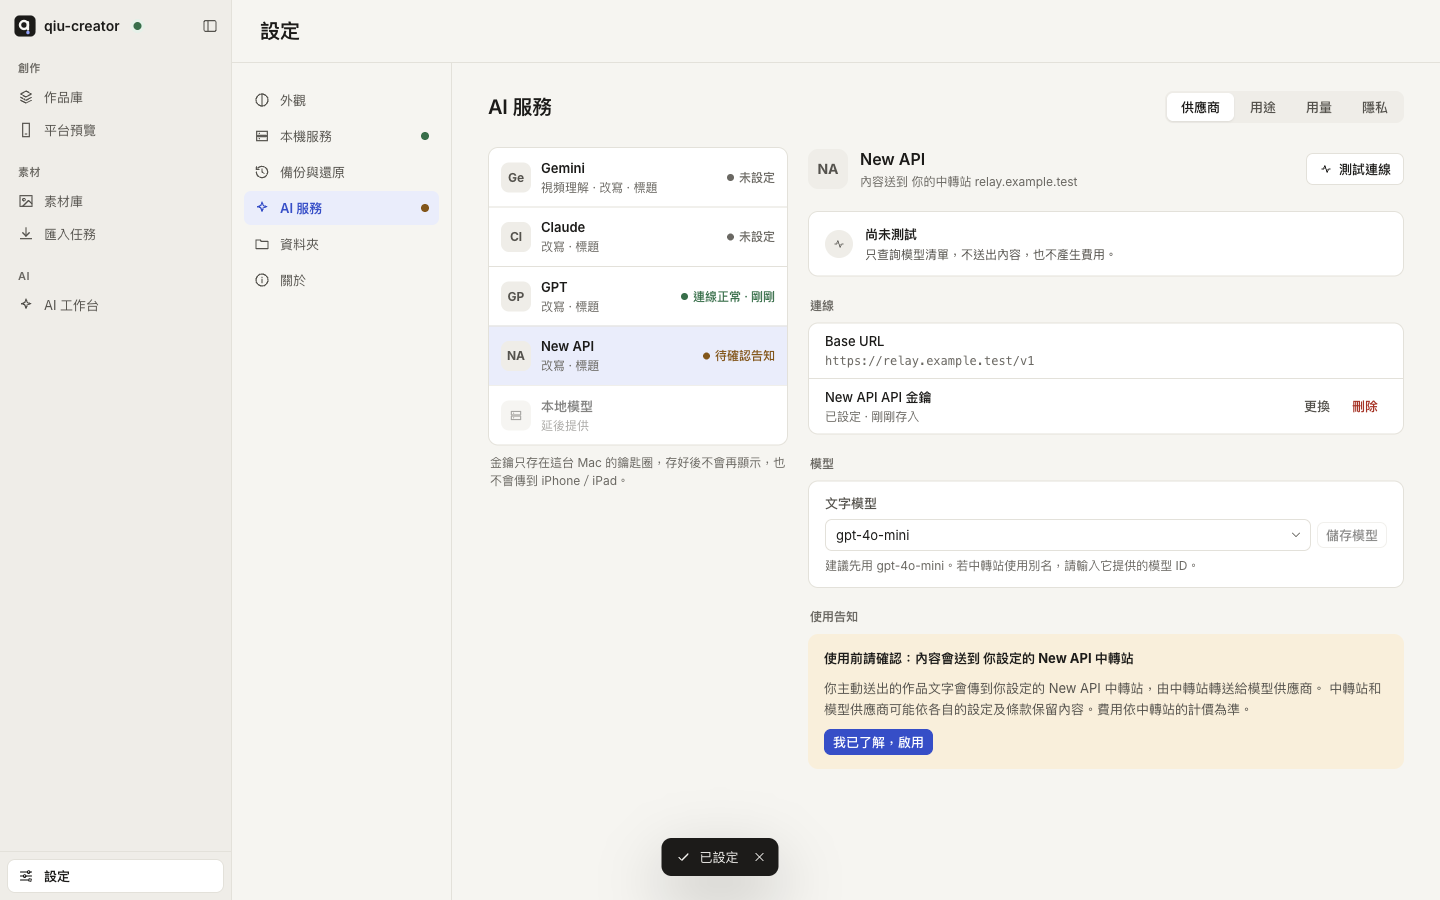 qiu-creator
創作
作品庫
平台預覽
素材
素材庫
匯入任務
AI
AI 工作台
設定
設定
外觀
本機服務
備份與還原
AI 服務
資料夾
關於
AI 服務
供應商
用途
用量
隱私
Ge
Gemini
視頻理解 · 改寫 · 標題
未設定
Cl
Claude
改寫 · 標題
未設定
GP
GPT
改寫 · 標題
連線正常 · 剛剛
NA
New API
改寫 · 標題
待確認告知
本地模型
延後提供
金鑰只存在這台 Mac 的鑰匙圈，存好後不會再顯示，也
不會傳到 iPhone / iPad。
NA
New API
內容送到 你的中轉站 relay.example.test
測試連線
尚未測試
只查詢模型清單，不送出內容，也不產生費用。
連線
Base URL
https://relay.example.test/v1
New API API 金鑰
已設定 · 剛剛存入
更換
刪除
模型
文字模型
gpt-4o-mini
儲存模型
建議先用 gpt-4o-mini。若中轉站使用別名，請輸入它提供的模型 ID。
使用告知
使用前請確認：內容會送到 你設定的 New API 中轉站
你主動送出的作品文字會傳到你設定的 New API 中轉站，由中轉站轉送給模型供應商。 中轉站和
模型供應商可能依各自的設定及條款保留內容。費用依中轉站的計價為準。
我已了解，啟用
已設定